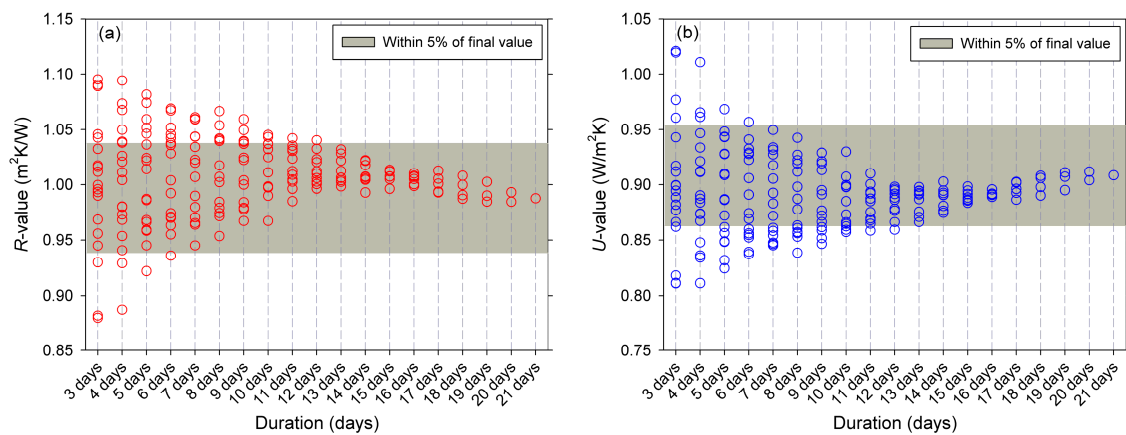 (a)
Within 5% of final value
R-value (m²K/W)
1.15
1.10
1.05
1.00
0.95
0.90
0.85
3 days
4 days
5 days
6 days
7 days
8 days
9 days
10 days
11 days
12 days
13 days
14 days
15 days
16 days
17 days
18 days
19 days
20 days
21 days
Duration (days)
(b)
Within 5% of final value
U-value (W/m²K)
1.05
1.00
0.95
0.90
0.85
0.80
0.75
3 days
4 days
5 days
6 days
7 days
8 days
9 days
10 days
11 days
12 days
13 days
14 days
15 days
16 days
17 days
18 days
19 days
20 days
21 days
Duration (days)